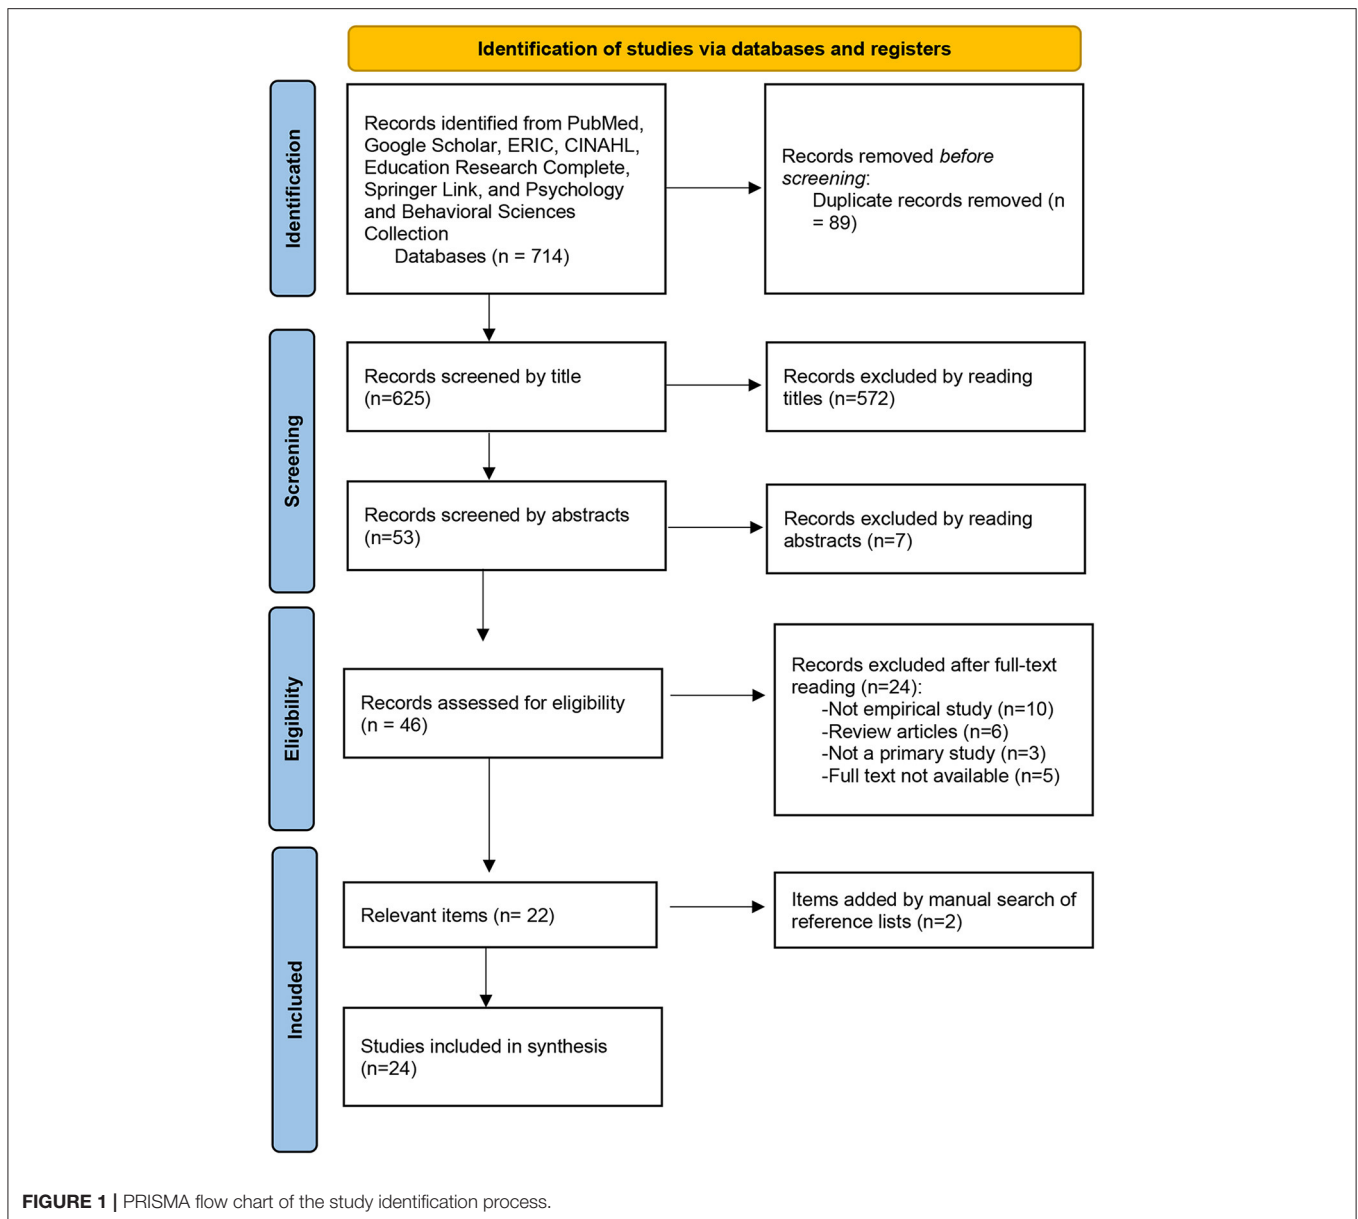 Identification of studies via databases and registers
Identification
Records identified from PubMed,
Google Scholar, ERIC, CINAHL,
Education Research Complete,
Springer Link, and Psychology
and Behavioral Sciences
Collection
Databases (n = 714)
Records removed before
screening:
Duplicate records removed (n
= 89)
Screening
Records screened by title
(n=625)
Records excluded by reading
titles (n=572)
Records screened by abstracts
(n=53)
Records excluded by reading
abstracts (n=7)
Eligibility
Records assessed for eligibility
(n = 46)
Records excluded after full-text
reading (n=24):
-Not empirical study (n=10)
-Review articles (n=6)
-Not a primary study (n=3)
-Full text not available (n=5)
Included
Relevant items (n= 22)
Items added by manual search of
reference lists (n=2)
Studies included in synthesis
(n=24)
FIGURE 1 | PRISMA flow chart of the study identification process.